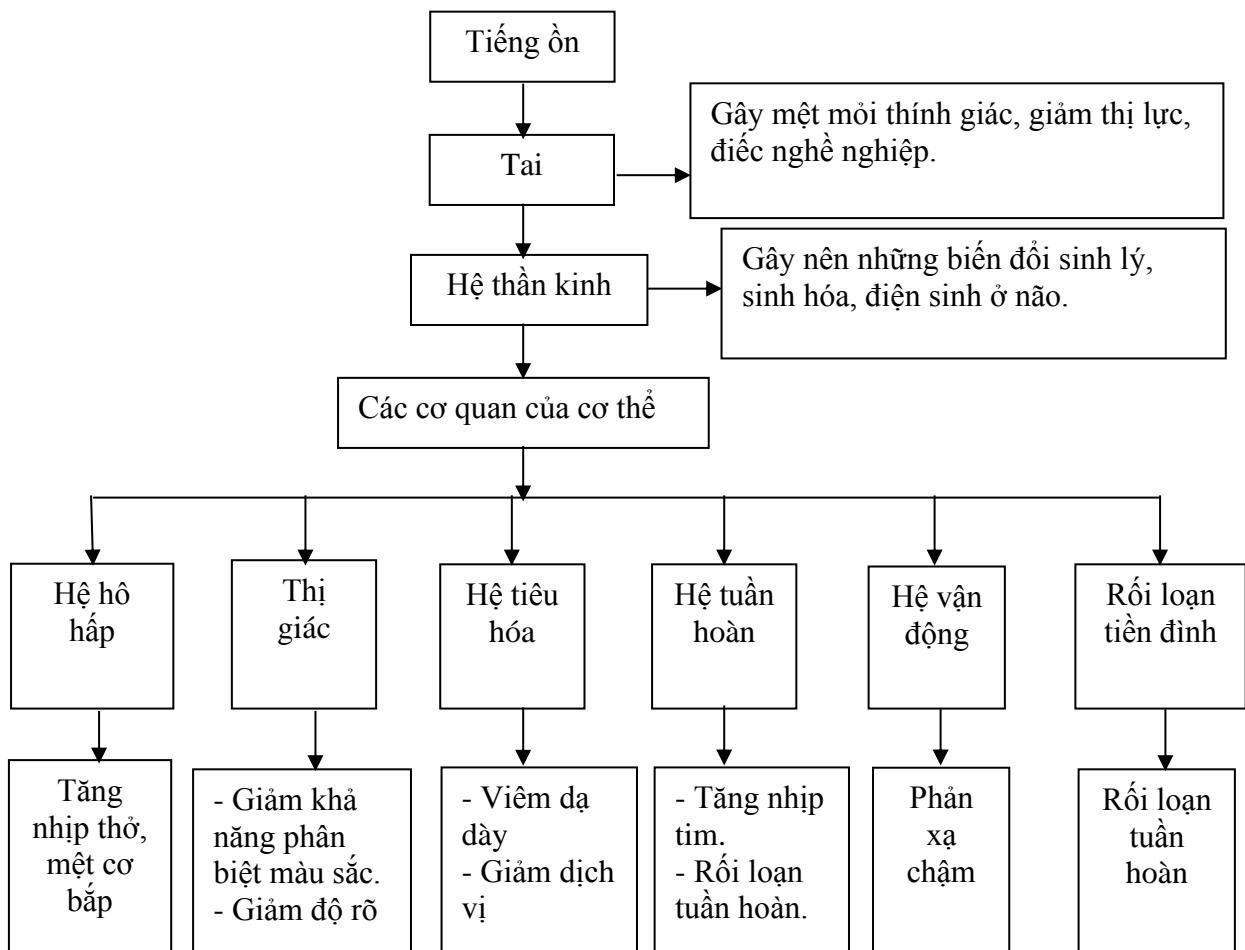 Tiếng ồn
Gây mệt mỏi thính giác, giảm thị lực,
điếc nghề nghiệp.
Tai
Gây nên những biến đổi sinh lý,
sinh hóa, điện sinh ở não.
Hệ thần kinh
Các cơ quan của cơ thể
Hệ hô
hấp
Thị
giác
Hệ tiêu
hóa
Hệ tuần
hoàn
Hệ vận
động
Rối loạn
tiền đình
Tăng
nhịp thở,
mệt cơ
bắp
- Giảm khả
năng phân
biệt màu sắc.
- Giảm độ rõ
- Viêm dạ
dày
- Giảm dịch
vị
- Tăng nhịp
tim.
- Rối loạn
tuần hoàn.
Phản
xạ
chậm
Rối loạn
tuần
hoàn